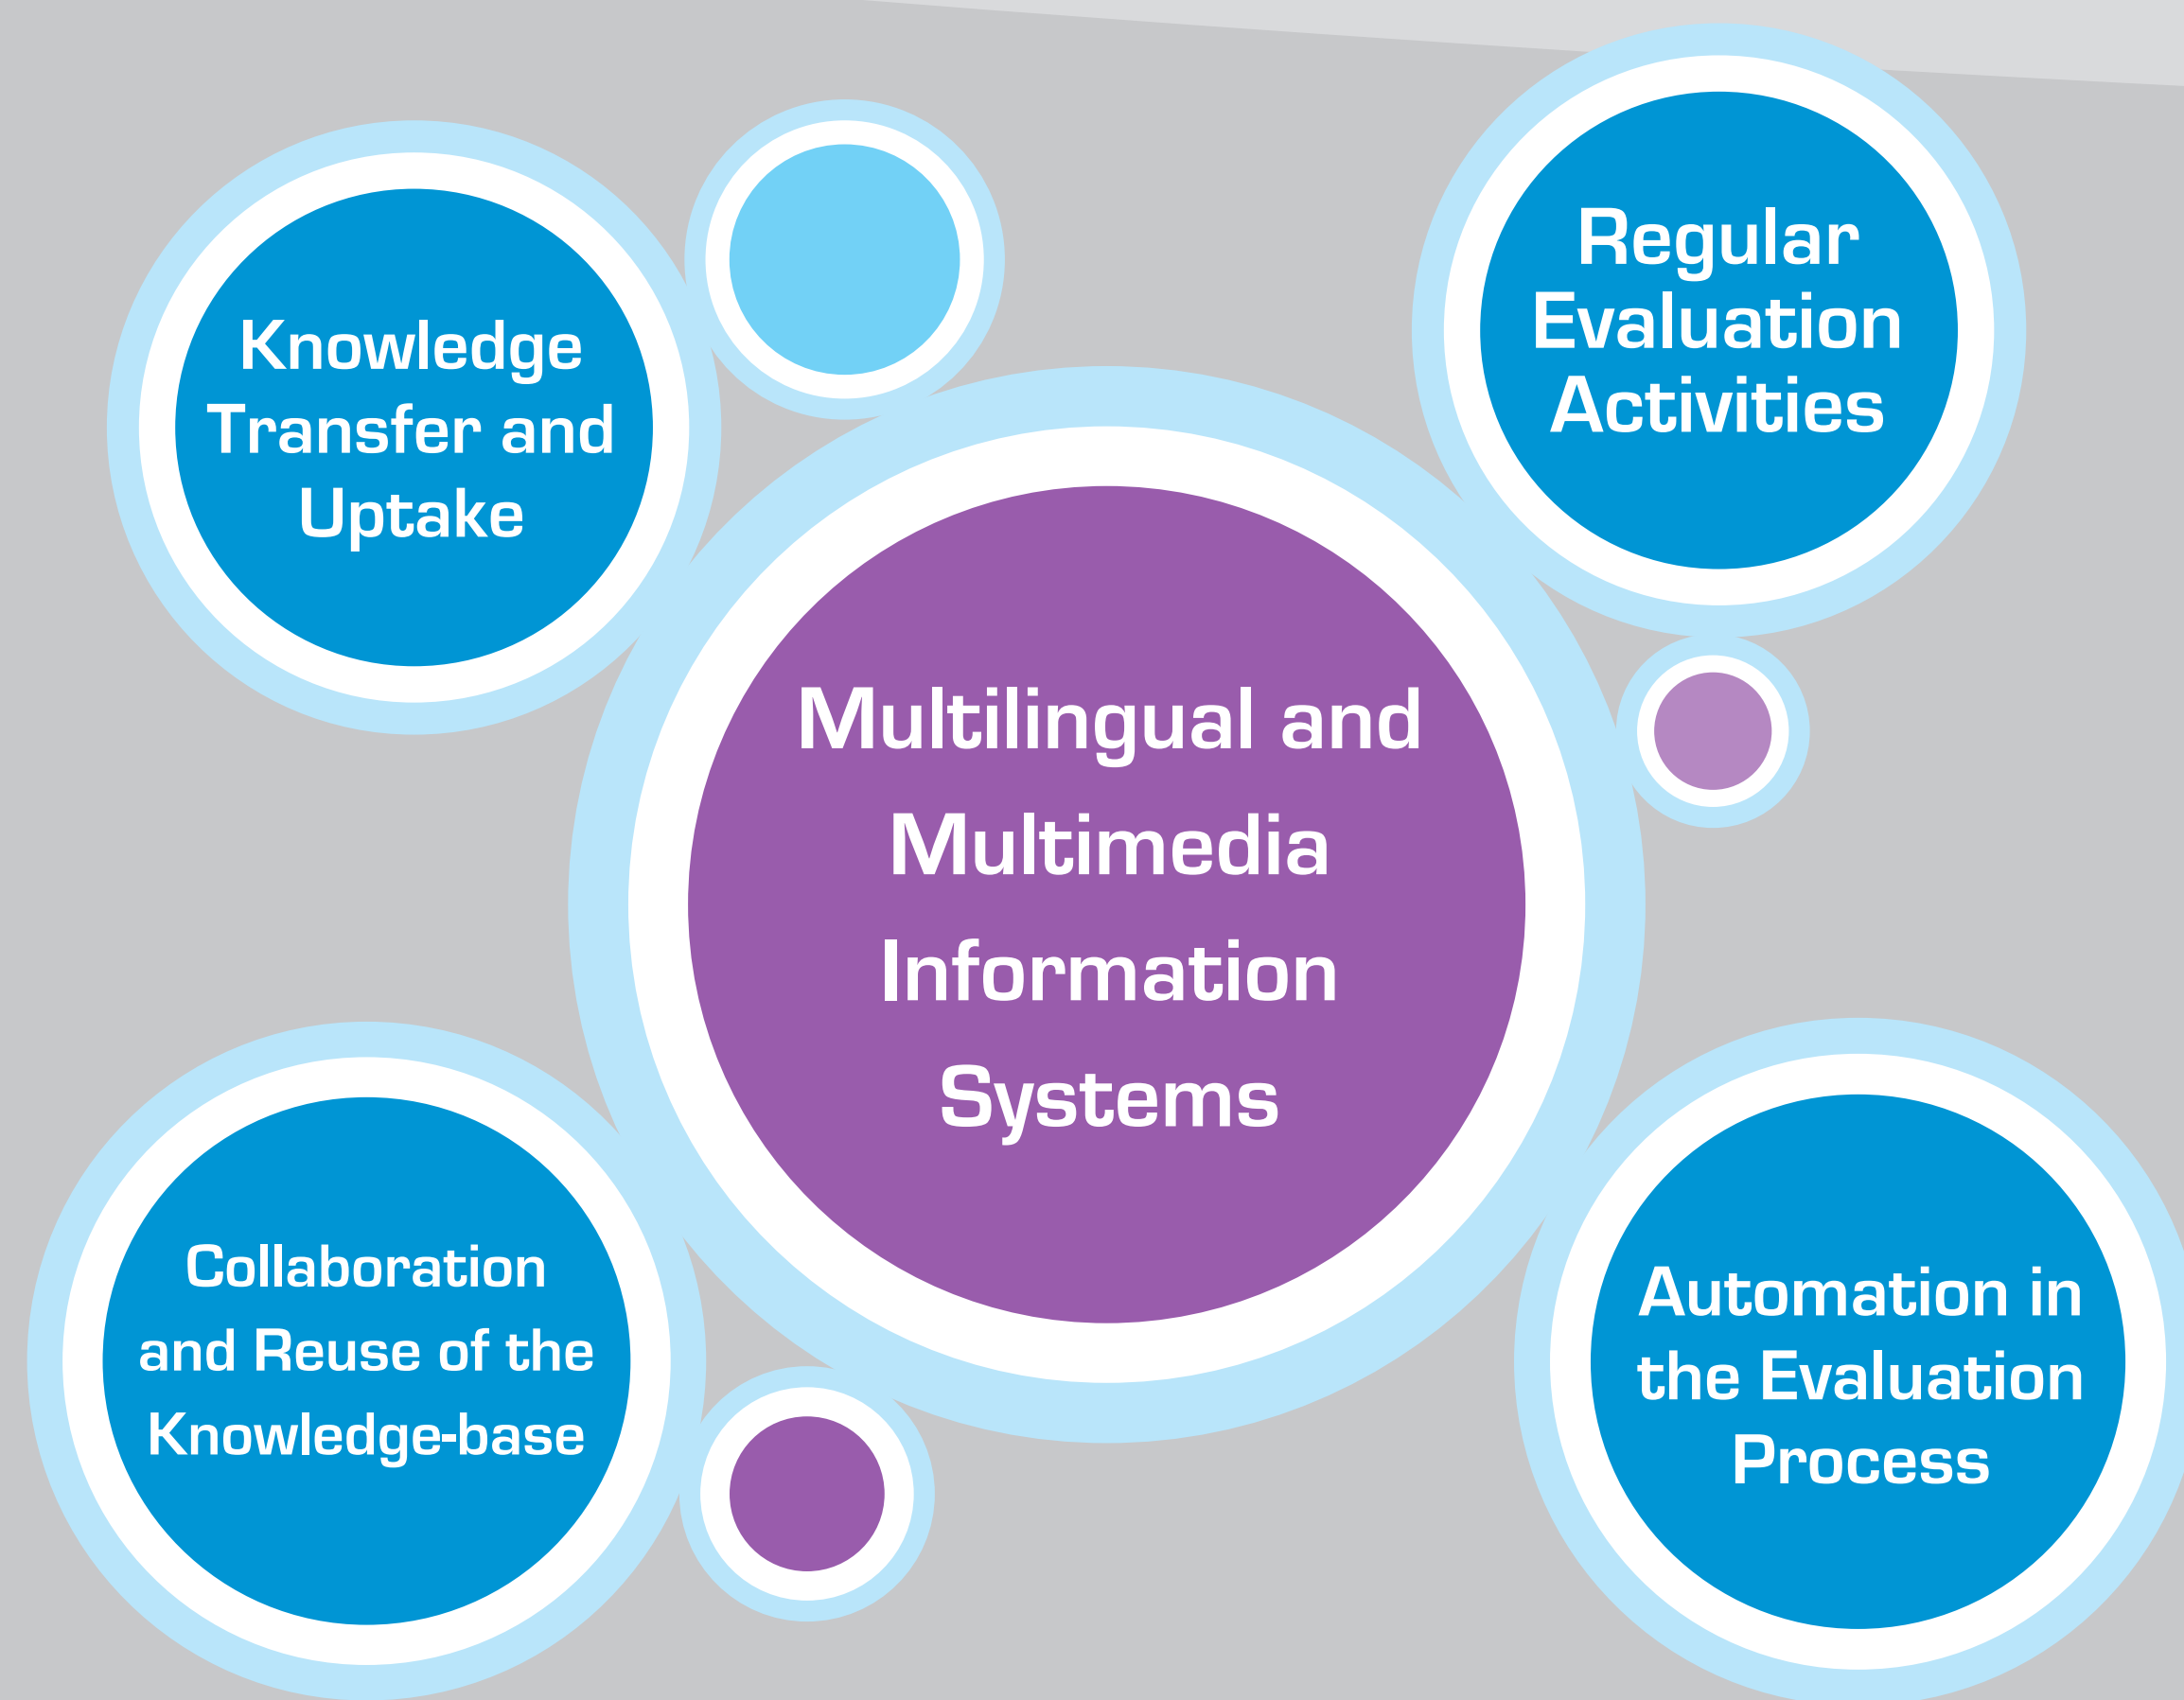 Knowledge
Transfer and
Uptake
Regular
Evaluation
Activities
Multilingual and
Multimedia
Information
Systems
Collaboration
and Reuse of the
Knowledge-base
Automation in
the Evaluation
Process